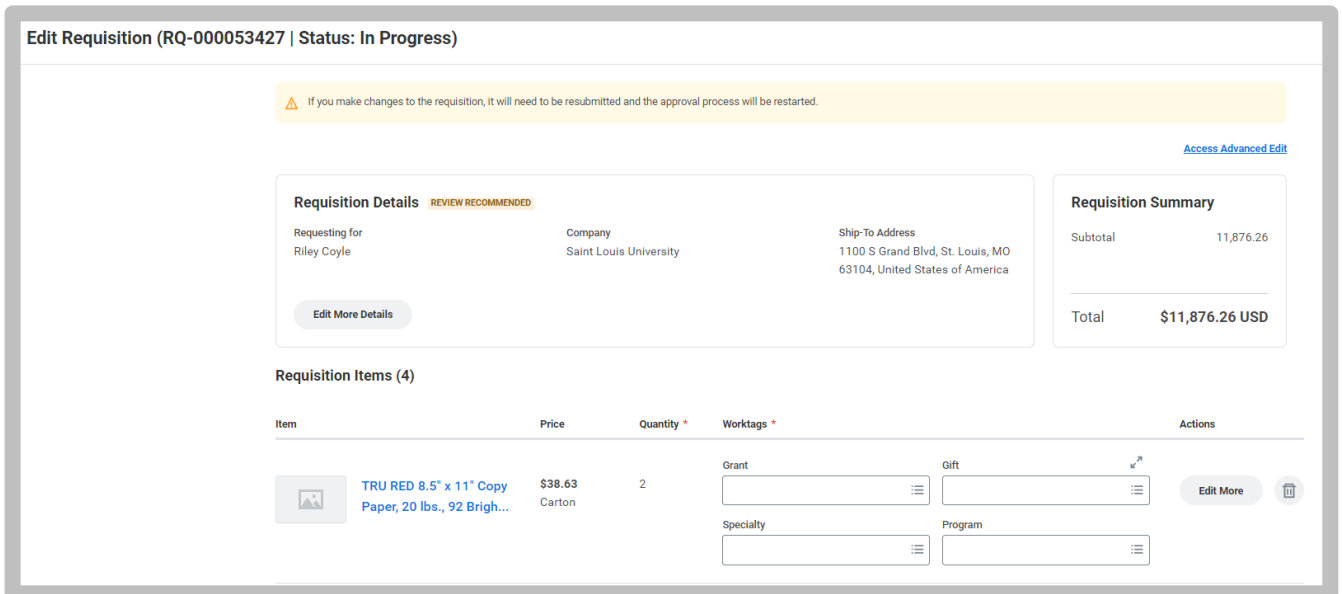 Edit Requisition (RQ-000053427 | Status: In Progress)
If you make changes to the requisition, it will need to be resubmitted and the approval process will be restarted.
Access Advanced Edit
Requisition Details REVIEW RECOMMENDED
Requesting for
Riley Coyle
Company
Saint Louis University
Ship-To Address
1100 S Grand Blvd, St. Louis, MO
63104, United States of America
Edit More Details
Requisition Summary
Subtotal 11,876.26
Total $11,876.26 USD
Requisition Items (4)
Item Price Quantity * Worktags * Actions
TRU RED 8.5" x 11" Copy
Paper, 20 lbs., 92 Brigh...
$38.63
Carton
2
Grant
Gift
Specialty
Program
Edit More